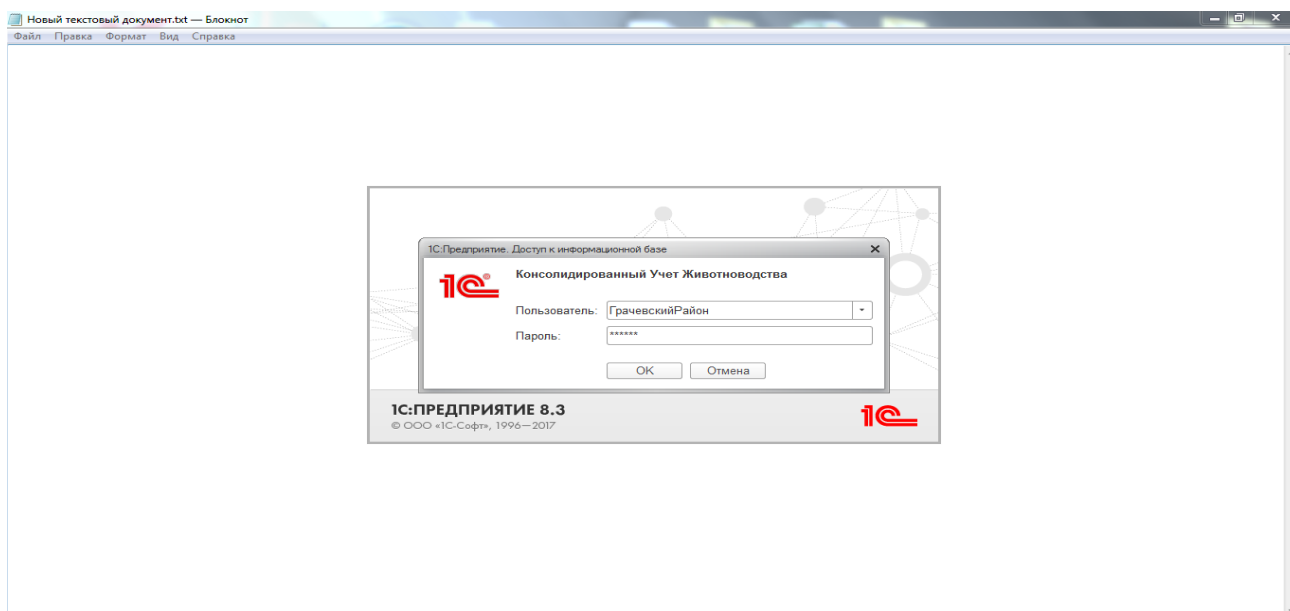 Новый текстовый документ.txt — Блокнот
Файл Правка Формат Вид Справка
1С:Предприятие. Доступ к информационной базе
1С®
Консолидированный Учет Животноводства
Пользователь: ГрачевскийРайон
Пароль: ******
OK Отмена
1С:ПРЕДПРИЯТИЕ 8.3
© ООО «1С-Софт», 1996—2017
1С